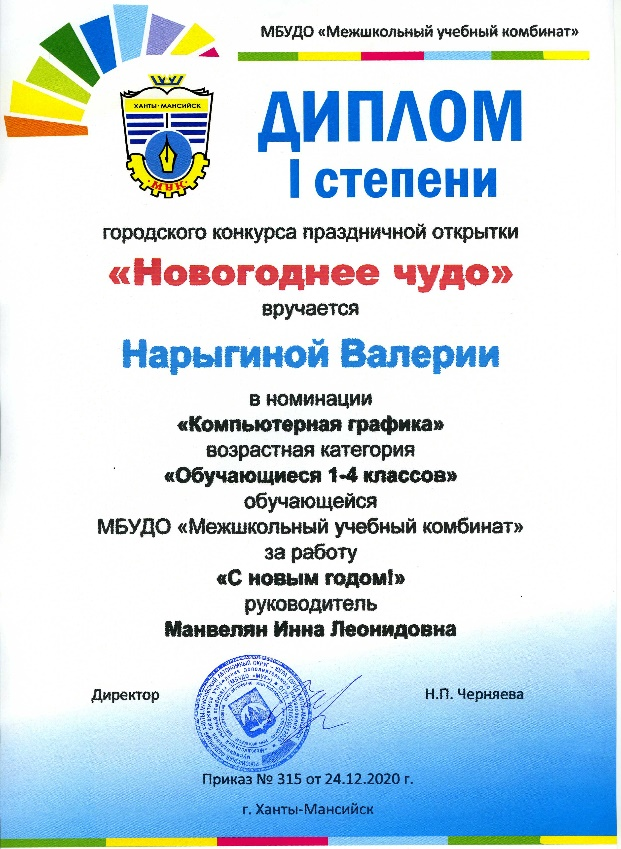 МБУДО «Межшкольный учебный комбинат»
ХАНТЫ-МАНСИЙСК
МУК
ДИПЛОМ
I степени
городского конкурса праздничной открытки
«Новогоднее чудо»
вручается
Нарыгиной Валерии
в номинации
«Компьютерная графика»
возрастная категория
«Обучающиеся 1-4 классов»
обучающейся
МБУДО «Межшкольный учебный комбинат»
за работу
«С новым годом!»
руководитель
Манвелян Инна Леонидовна
Директор
Н.П. Черняева
Приказ № 315 от 24.12.2020 г.
г. Ханты-Мансийск